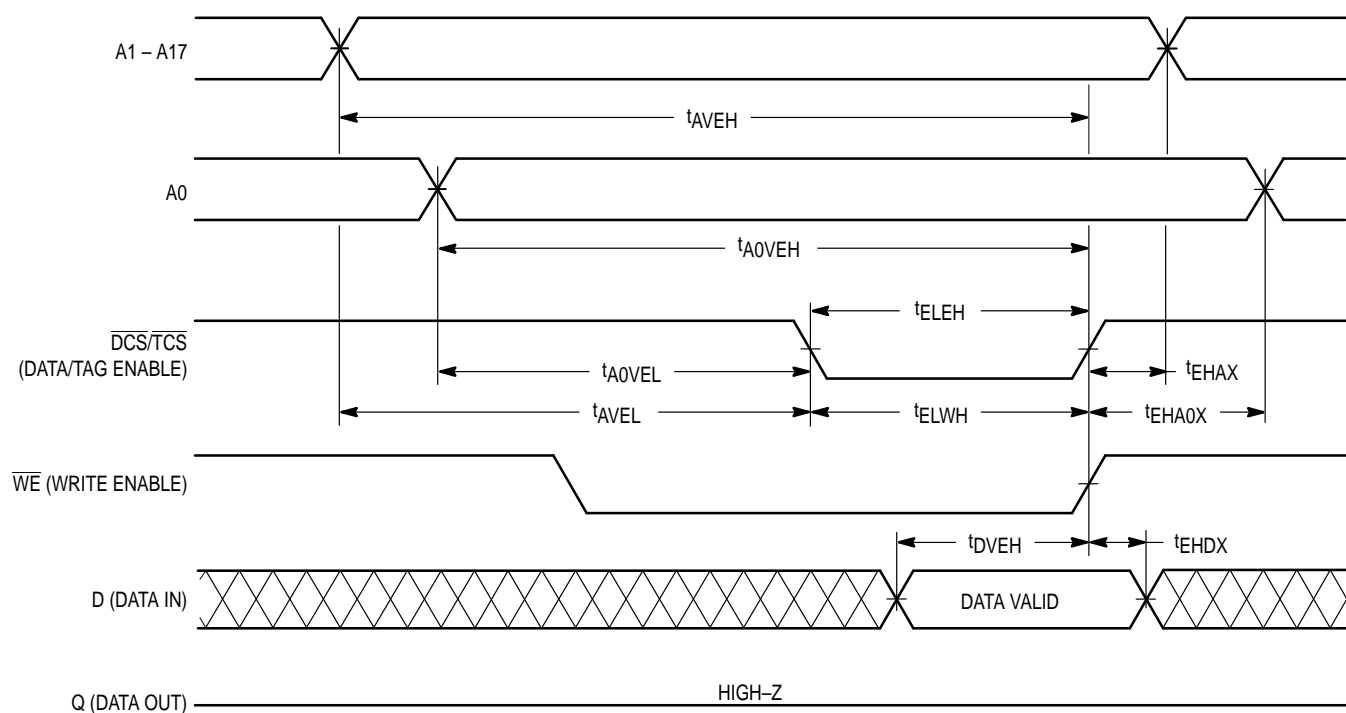 A1 – A17
tAVEH
A0
tA0VEH
tELEH
DCS/TCS
(DATA/TAG ENABLE)
tA0VEL
tEHAX
tAVEL
tELWH
tEHA0X
WE (WRITE ENABLE)
tDVEH
tEHDX
D (DATA IN)
DATA VALID
HIGH–Z
Q (DATA OUT)